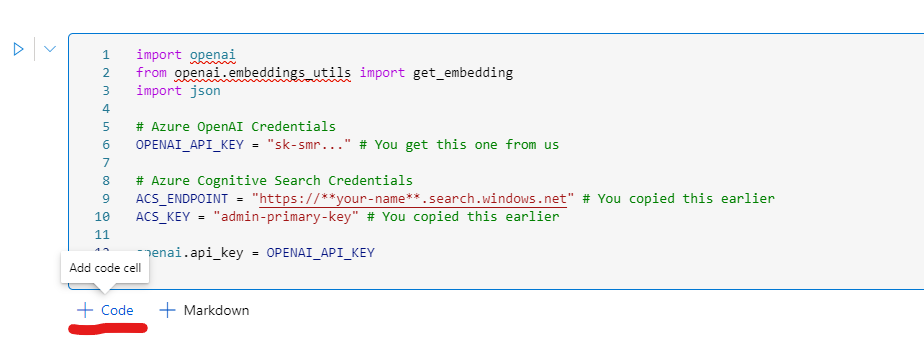 1 import openai
2 from openai.embeddings_utils import get_embedding
3 import json
4
5 # Azure OpenAI Credentials
6 OPENAI_API_KEY = "sk-smr..." # You get this one from us
7
8 # Azure Cognitive Search Credentials
9 ACS_ENDPOINT = "https://**your-name**.search.windows.net" # You copied this earlier
10 ACS_KEY = "admin-primary-key" # You copied this earlier
11
12 openai.api_key = OPENAI_API_KEY
Add code cell
+ Code + Markdown